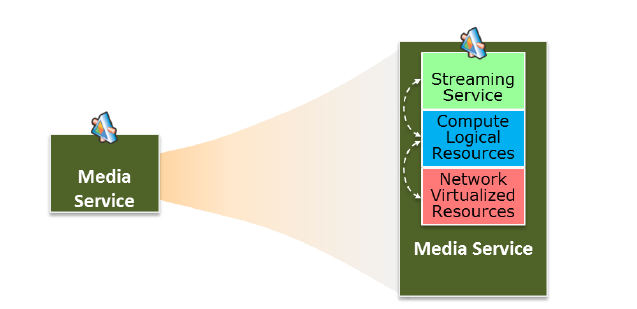 Media
Service
Streaming
Service
Compute
Logical
Resources
Network
Virtualized
Resources
Media Service